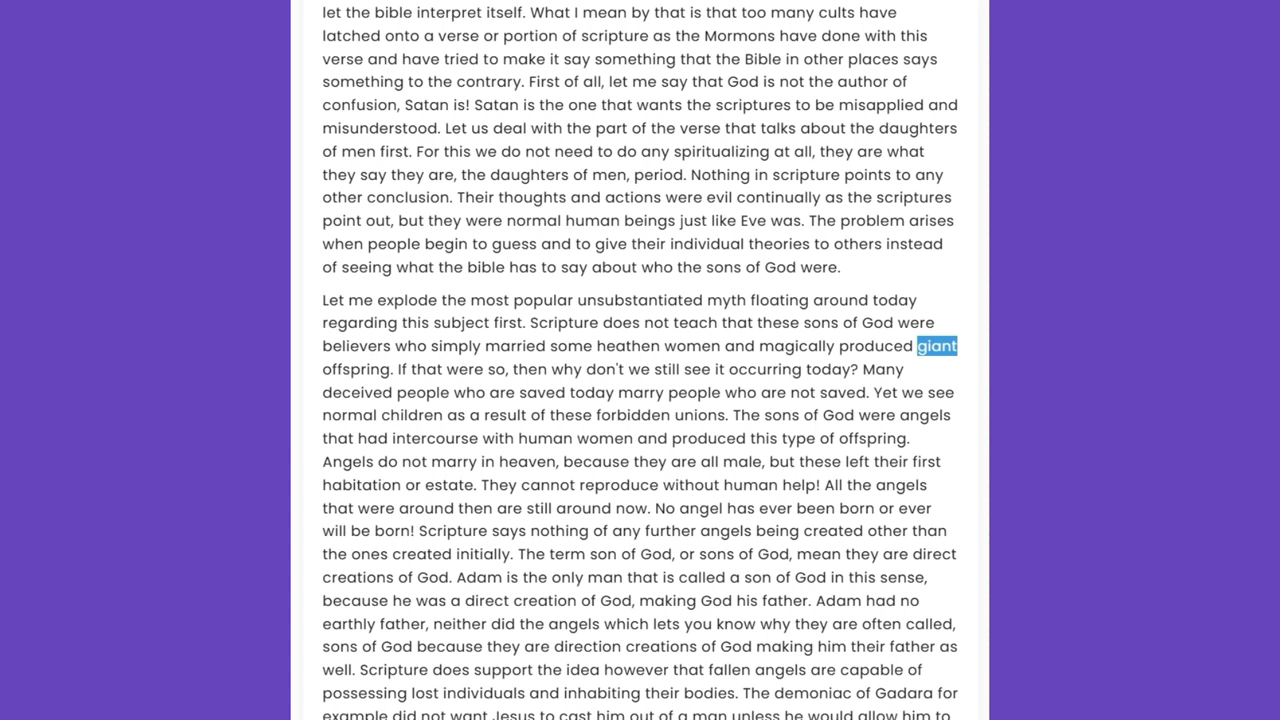 let the bible interpret itself. What I mean by that is that too many cults have
latched onto a verse or portion of scripture as the Mormons have done with this
verse and have tried to make it say something that the Bible in other places says
something to the contrary. First of all, let me say that God is not the author of
confusion, Satan is! Satan is the one that wants the scriptures to be misapplied and
misunderstood. Let us deal with the part of the verse that talks about the daughters
of men first. For this we do not need to do any spiritualizing at all, they are what
they say they are, the daughters of men, period. Nothing in scripture points to any
other conclusion. Their thoughts and actions were evil continually as the scriptures
point out, but they were normal human beings just like Eve was. The problem arises
when people begin to guess and to give their individual theories to others instead
of seeing what the bible has to say about who the sons of God were.
Let me explode the most popular unsubstantiated myth floating around today
regarding this subject first. Scripture does not teach that these sons of God were
believers who simply married some heathen women and magically produced giant
offspring. If that were so, then why don't we still see it occurring today? Many
deceived people who are saved today marry people who are not saved. Yet we see
normal children as a result of these forbidden unions. The sons of God were angels
that had intercourse with human women and produced this type of offspring.
Angels do not marry in heaven, because they are all male, but these left their first
habitation or estate. They cannot reproduce without human help! All the angels
that were around then are still around now. No angel has ever been born or ever
will be born! Scripture says nothing of any further angels being created other than
the ones created initially. The term son of God, or sons of God, mean they are direct
creations of God. Adam is the only man that is called a son of God in this sense,
because he was a direct creation of God, making God his father. Adam had no
earthly father, neither did the angels which lets you know why they are often called,
sons of God because they are direction creations of God making him their father as
well. Scripture does support the idea however that fallen angels are capable of
possessing lost individuals and inhabiting their bodies. The demoniac of Gadara for
example did not want Jesus to cast him out of a man unless he would allow him to